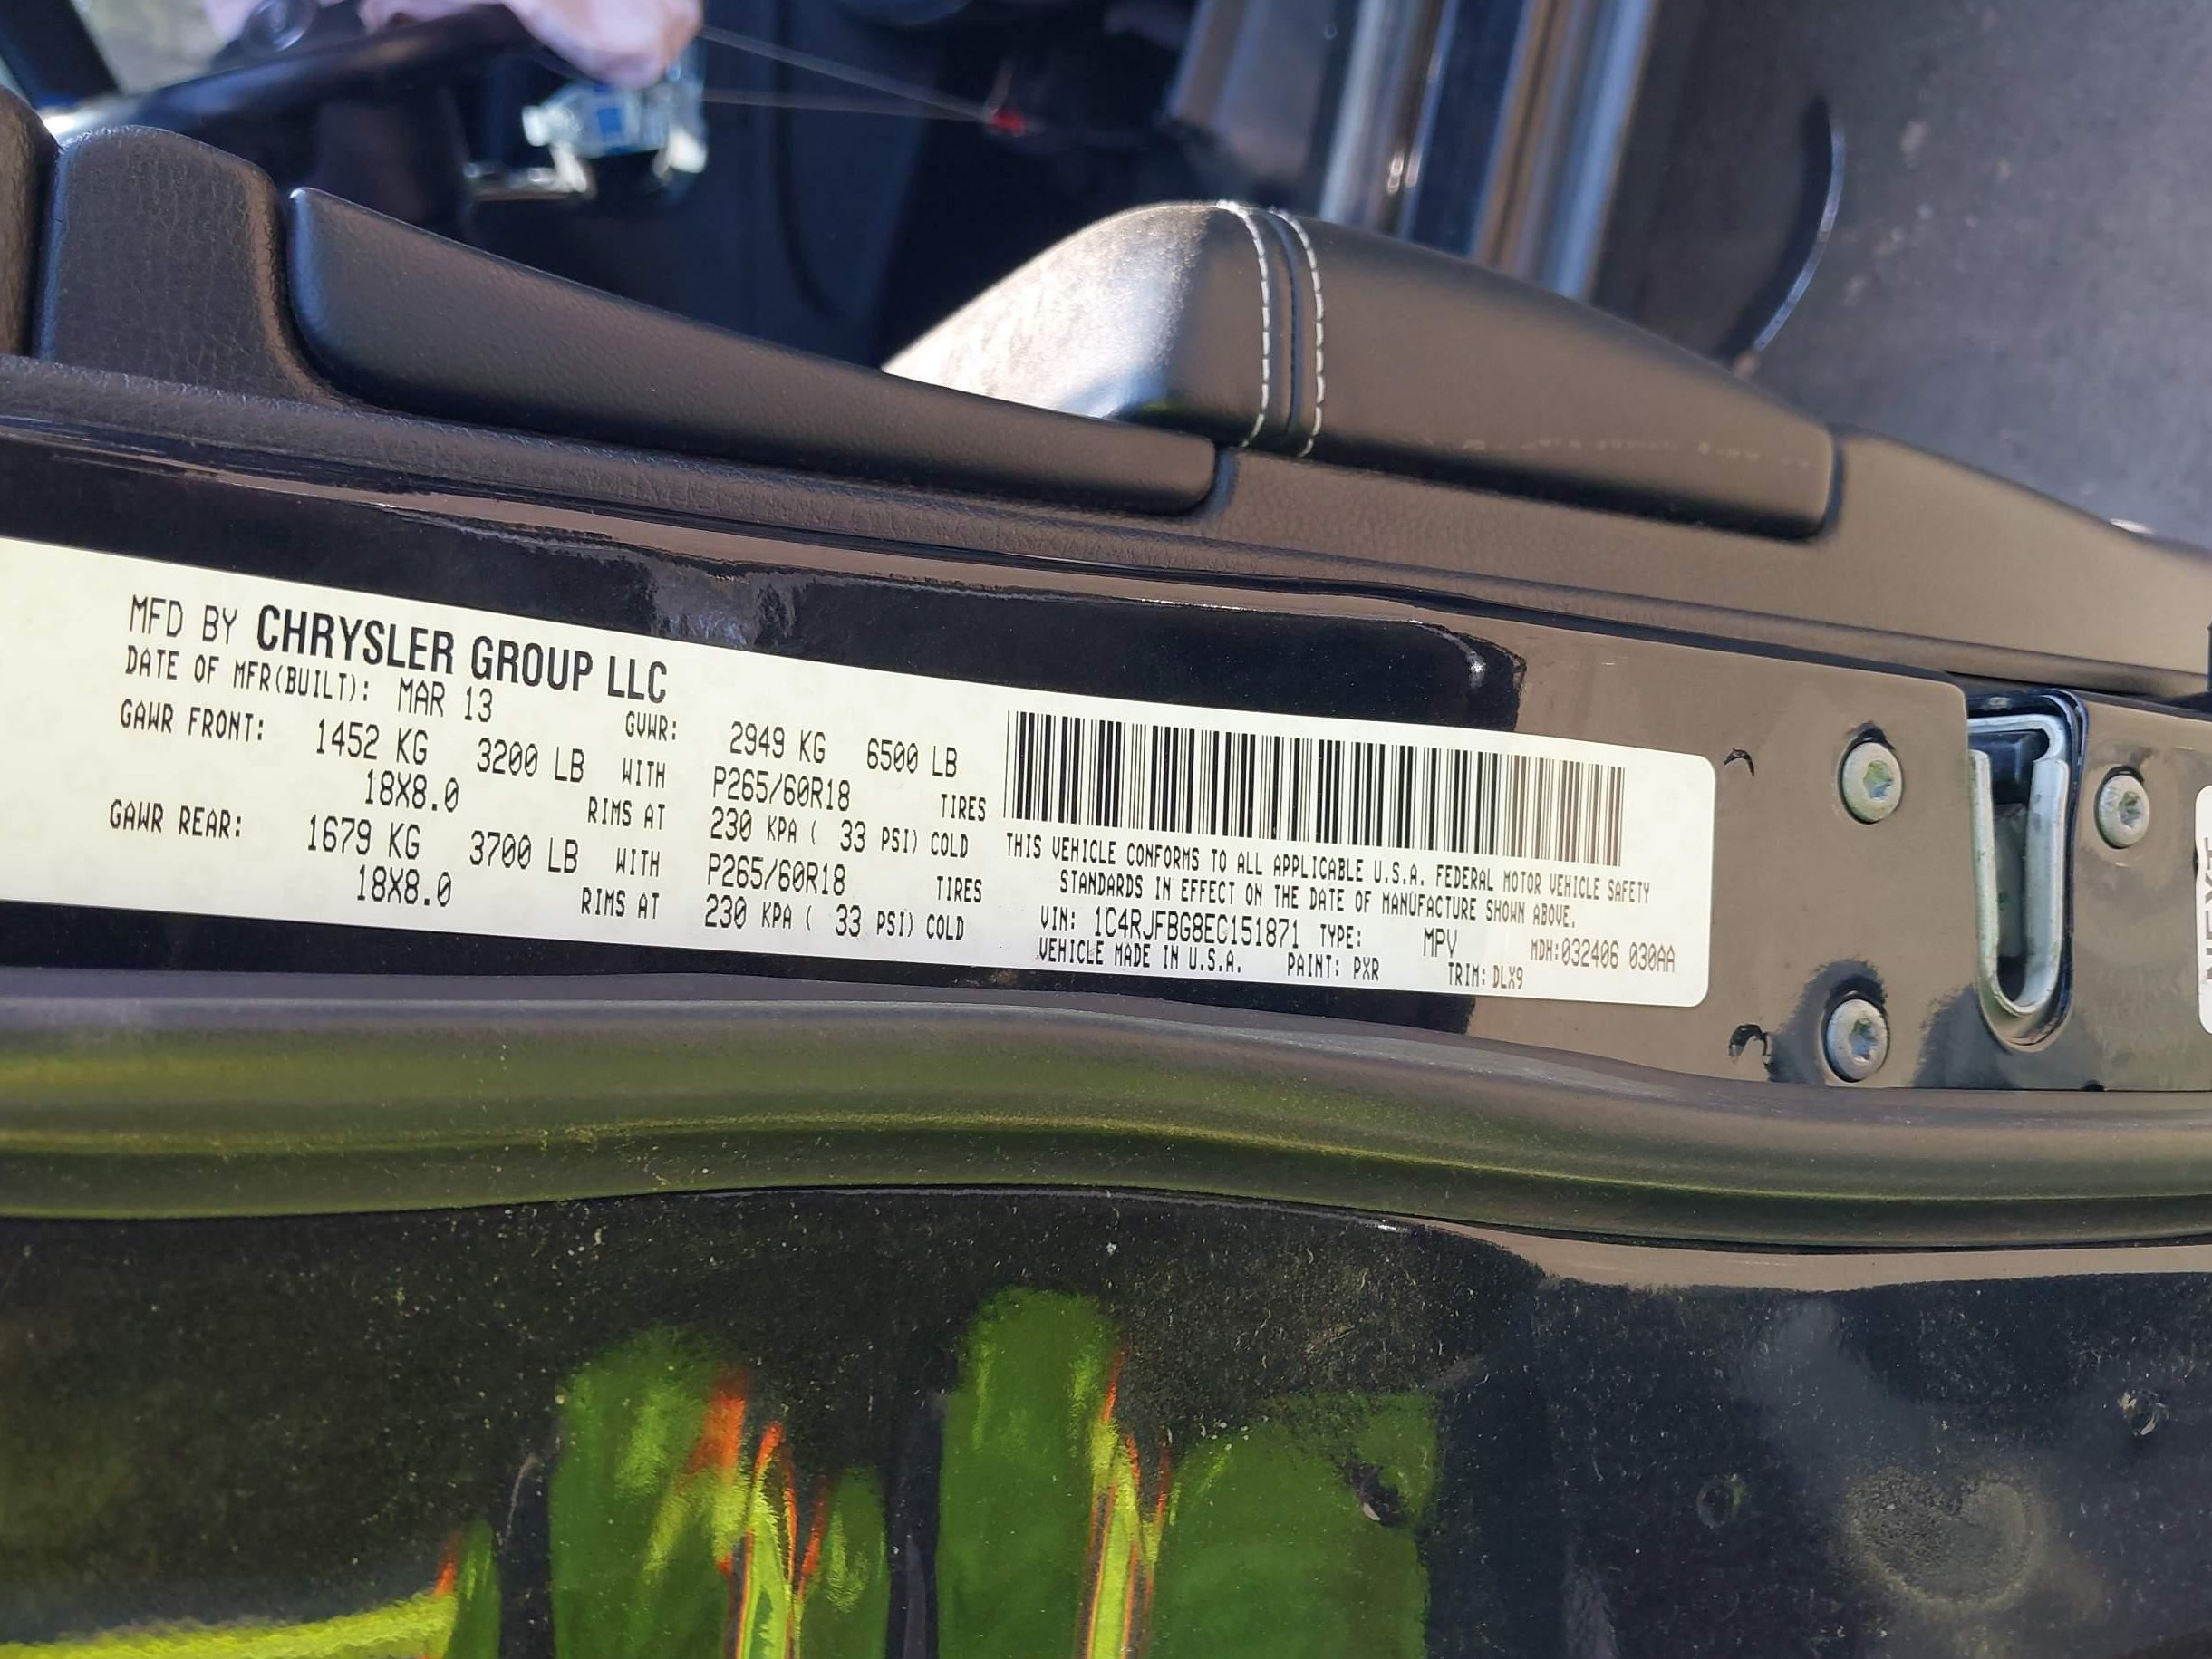 MFD BY CHRYSLER GROUP LLC
DATE OF MFR(BUILT): MAR 13 GVWR: 2949 KG 6500 LB
GAWR FRONT: 1452 KG 3200 LB WITH P265/60R18 TIRES
18X8.0 RIMS AT 230 KPA ( 33 PSI) COLD
GAWR REAR: 1679 KG 3700 LB WITH P265/60R18 TIRES
18X8.0 RIMS AT 230 KPA ( 33 PSI) COLD
THIS VEHICLE CONFORMS TO ALL APPLICABLE U.S.A. FEDERAL MOTOR VEHICLE SAFETY
STANDARDS IN EFFECT ON THE DATE OF MANUFACTURE SHOWN ABOVE.
VIN: 1C4RJFBG8EC151871 TYPE: MPV MDH:032406 030AA
VEHICLE MADE IN U.S.A. PAINT: PXR TRIM: DLX9